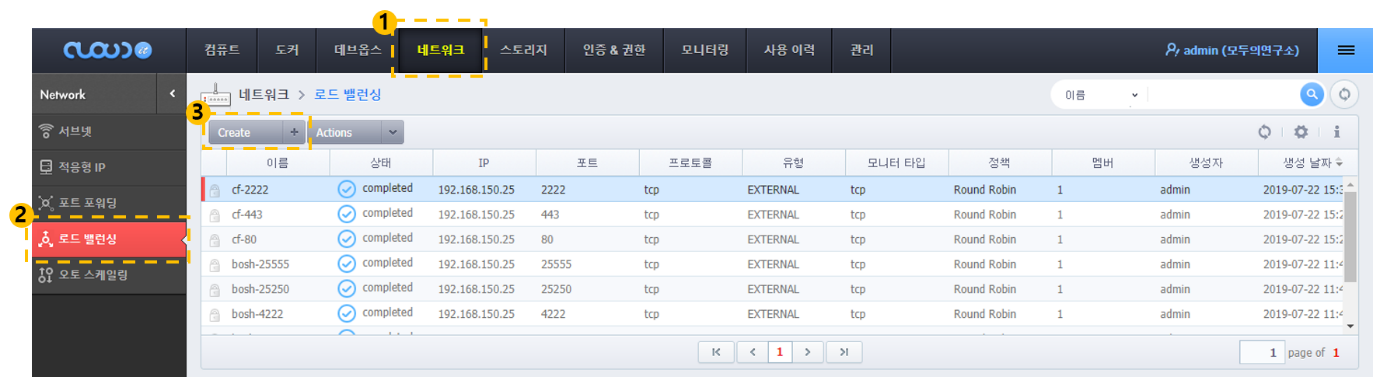 1
CLOUD it
컴퓨트 도커 데브옵스 네트워크 스토리지 인증 & 권한 모니터링 사용 이력 관리 admin (모두의연구소)
Network
네트워크 > 로드 밸런싱
이름
3
Create + Actions
서브넷
적응형 IP
포트 포워딩
2
로드 밸런싱
오토 스케일링
이름 상태 IP 포트 프로토콜 유형 모니터 타입 정책 멤버 생성자 생성 날짜
cf-2222 completed 192.168.150.25 2222 tcp EXTERNAL tcp Round Robin 1 admin 2019-07-22 15:3
cf-443 completed 192.168.150.25 443 tcp EXTERNAL tcp Round Robin 1 admin 2019-07-22 15:2
cf-80 completed 192.168.150.25 80 tcp EXTERNAL tcp Round Robin 1 admin 2019-07-22 15:2
bosh-25555 completed 192.168.150.25 25555 tcp EXTERNAL tcp Round Robin 1 admin 2019-07-22 11:4
bosh-25250 completed 192.168.150.25 25250 tcp EXTERNAL tcp Round Robin 1 admin 2019-07-22 11:4
bosh-4222 completed 192.168.150.25 4222 tcp EXTERNAL tcp Round Robin 1 admin 2019-07-22 11:4
1
1 page of 1